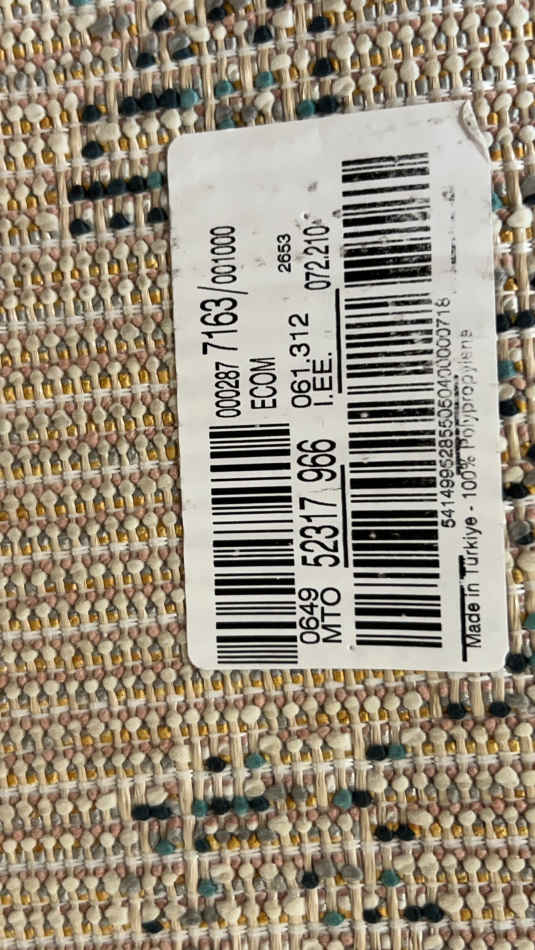 000287 7163/001000
ECOM
2653
0649 061.312 072.210
MTO 52317 966 I.EE.
541499528550604000000718
Made in Türkiye - 100% Polypropylene